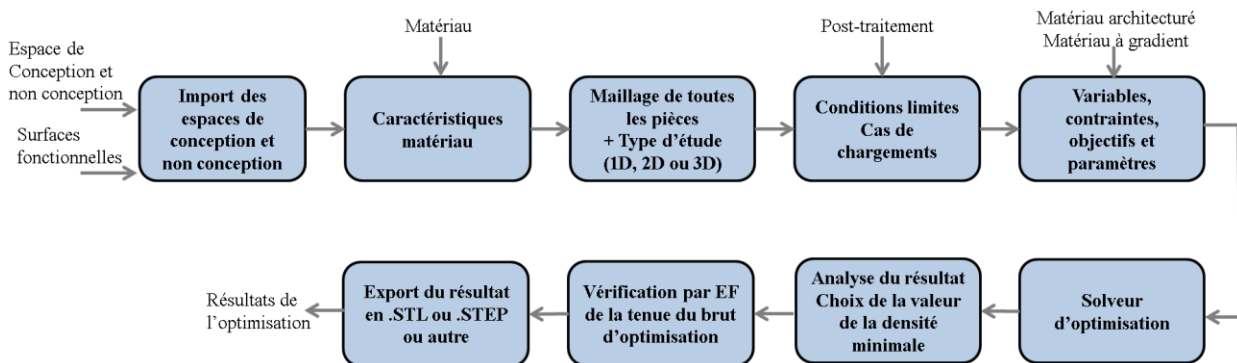 Espace de
Conception et
non conception
Surfaces
fonctionnelles
Import des
espaces de
conception et
non conception
Matériau
Caractéristiques
matériau
Maillage de toutes
les pièces
+ Type d’étude
(1D, 2D ou 3D)
Post-traitement
Conditions limites
Cas de
chargements
Matériau architecturé
Matériau à gradient
Variables,
contraintes,
objectifs et
paramètres
Solveur
d’optimisation
Analyse du résultat
Choix de la valeur
de la densité
minimale
Vérification par EF
de la tenue du brut
d’optimisation
Export du résultat
en .STL ou .STEP
ou autre
Résultats de
l’optimisation